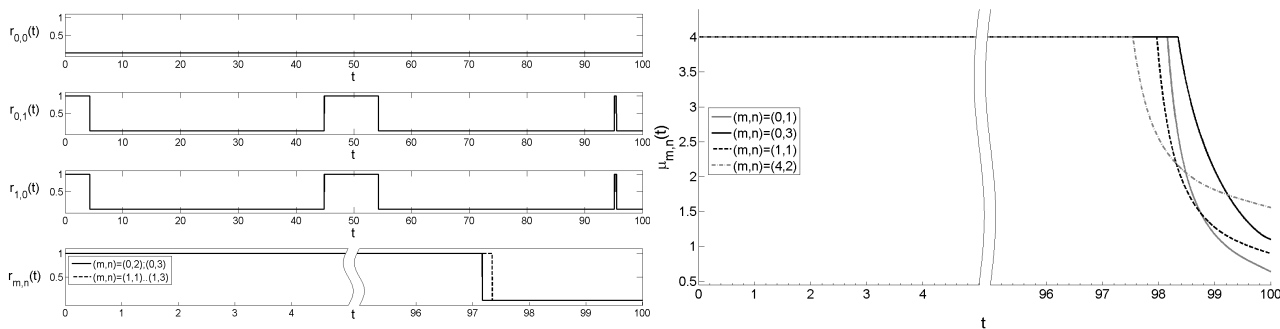 r0,0(t)
1
0.5
0 10 20 30 40 50 60 70 80 90 100
t
r0,1(t)
1
0.5
0 10 20 30 40 50 60 70 80 90 100
t
r1,0(t)
1
0.5
0 10 20 30 40 50 60 70 80 90 100
t
rm,n(t)
1
0.5
(m,n)=(0,2);(0,3)
(m,n)=(1,1)..(1,3)
0 1 2 3 4 96 97 98 99 100
t
μm,n(t)
4
3.5
3
2.5
2
1.5
1
0.5
(m,n)=(0,1)
(m,n)=(0,3)
(m,n)=(1,1)
(m,n)=(4,2)
0 1 2 3 4 96 97 98 99 100
t